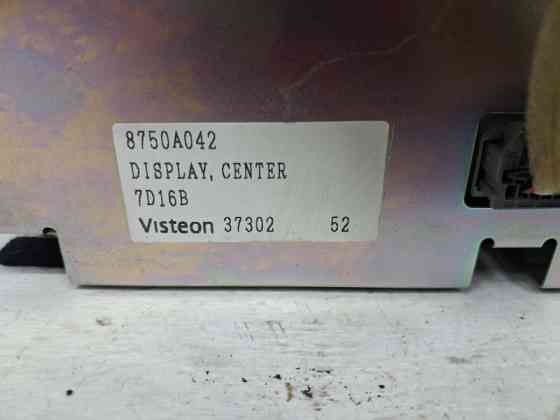 8750A042
DISPLAY, CENTER
7D16B
Visteon 37302 52